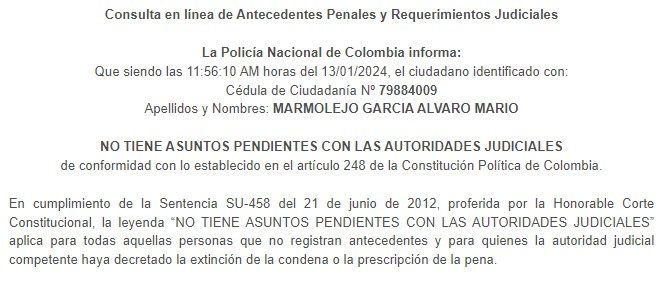 Consulta en línea de Antecedentes Penales y Requerimientos Judiciales
La Policía Nacional de Colombia informa:
Que siendo las 11:56:10 AM horas del 13/01/2024, el ciudadano identificado con:
Cédula de Ciudadanía Nº 79884009
Apellidos y Nombres: MARMOLEJO GARCIA ALVARO MARIO
NO TIENE ASUNTOS PENDIENTES CON LAS AUTORIDADES JUDICIALES
de conformidad con lo establecido en el artículo 248 de la Constitución Política de Colombia.
En cumplimiento de la Sentencia SU-458 del 21 de junio de 2012, proferida por la Honorable Corte
Constitucional, la leyenda “NO TIENE ASUNTOS PENDIENTES CON LAS AUTORIDADES JUDICIALES”
aplica para todas aquellas personas que no registran antecedentes y para quienes la autoridad judicial
competente haya decretado la extinción de la condena o la prescripción de la pena.